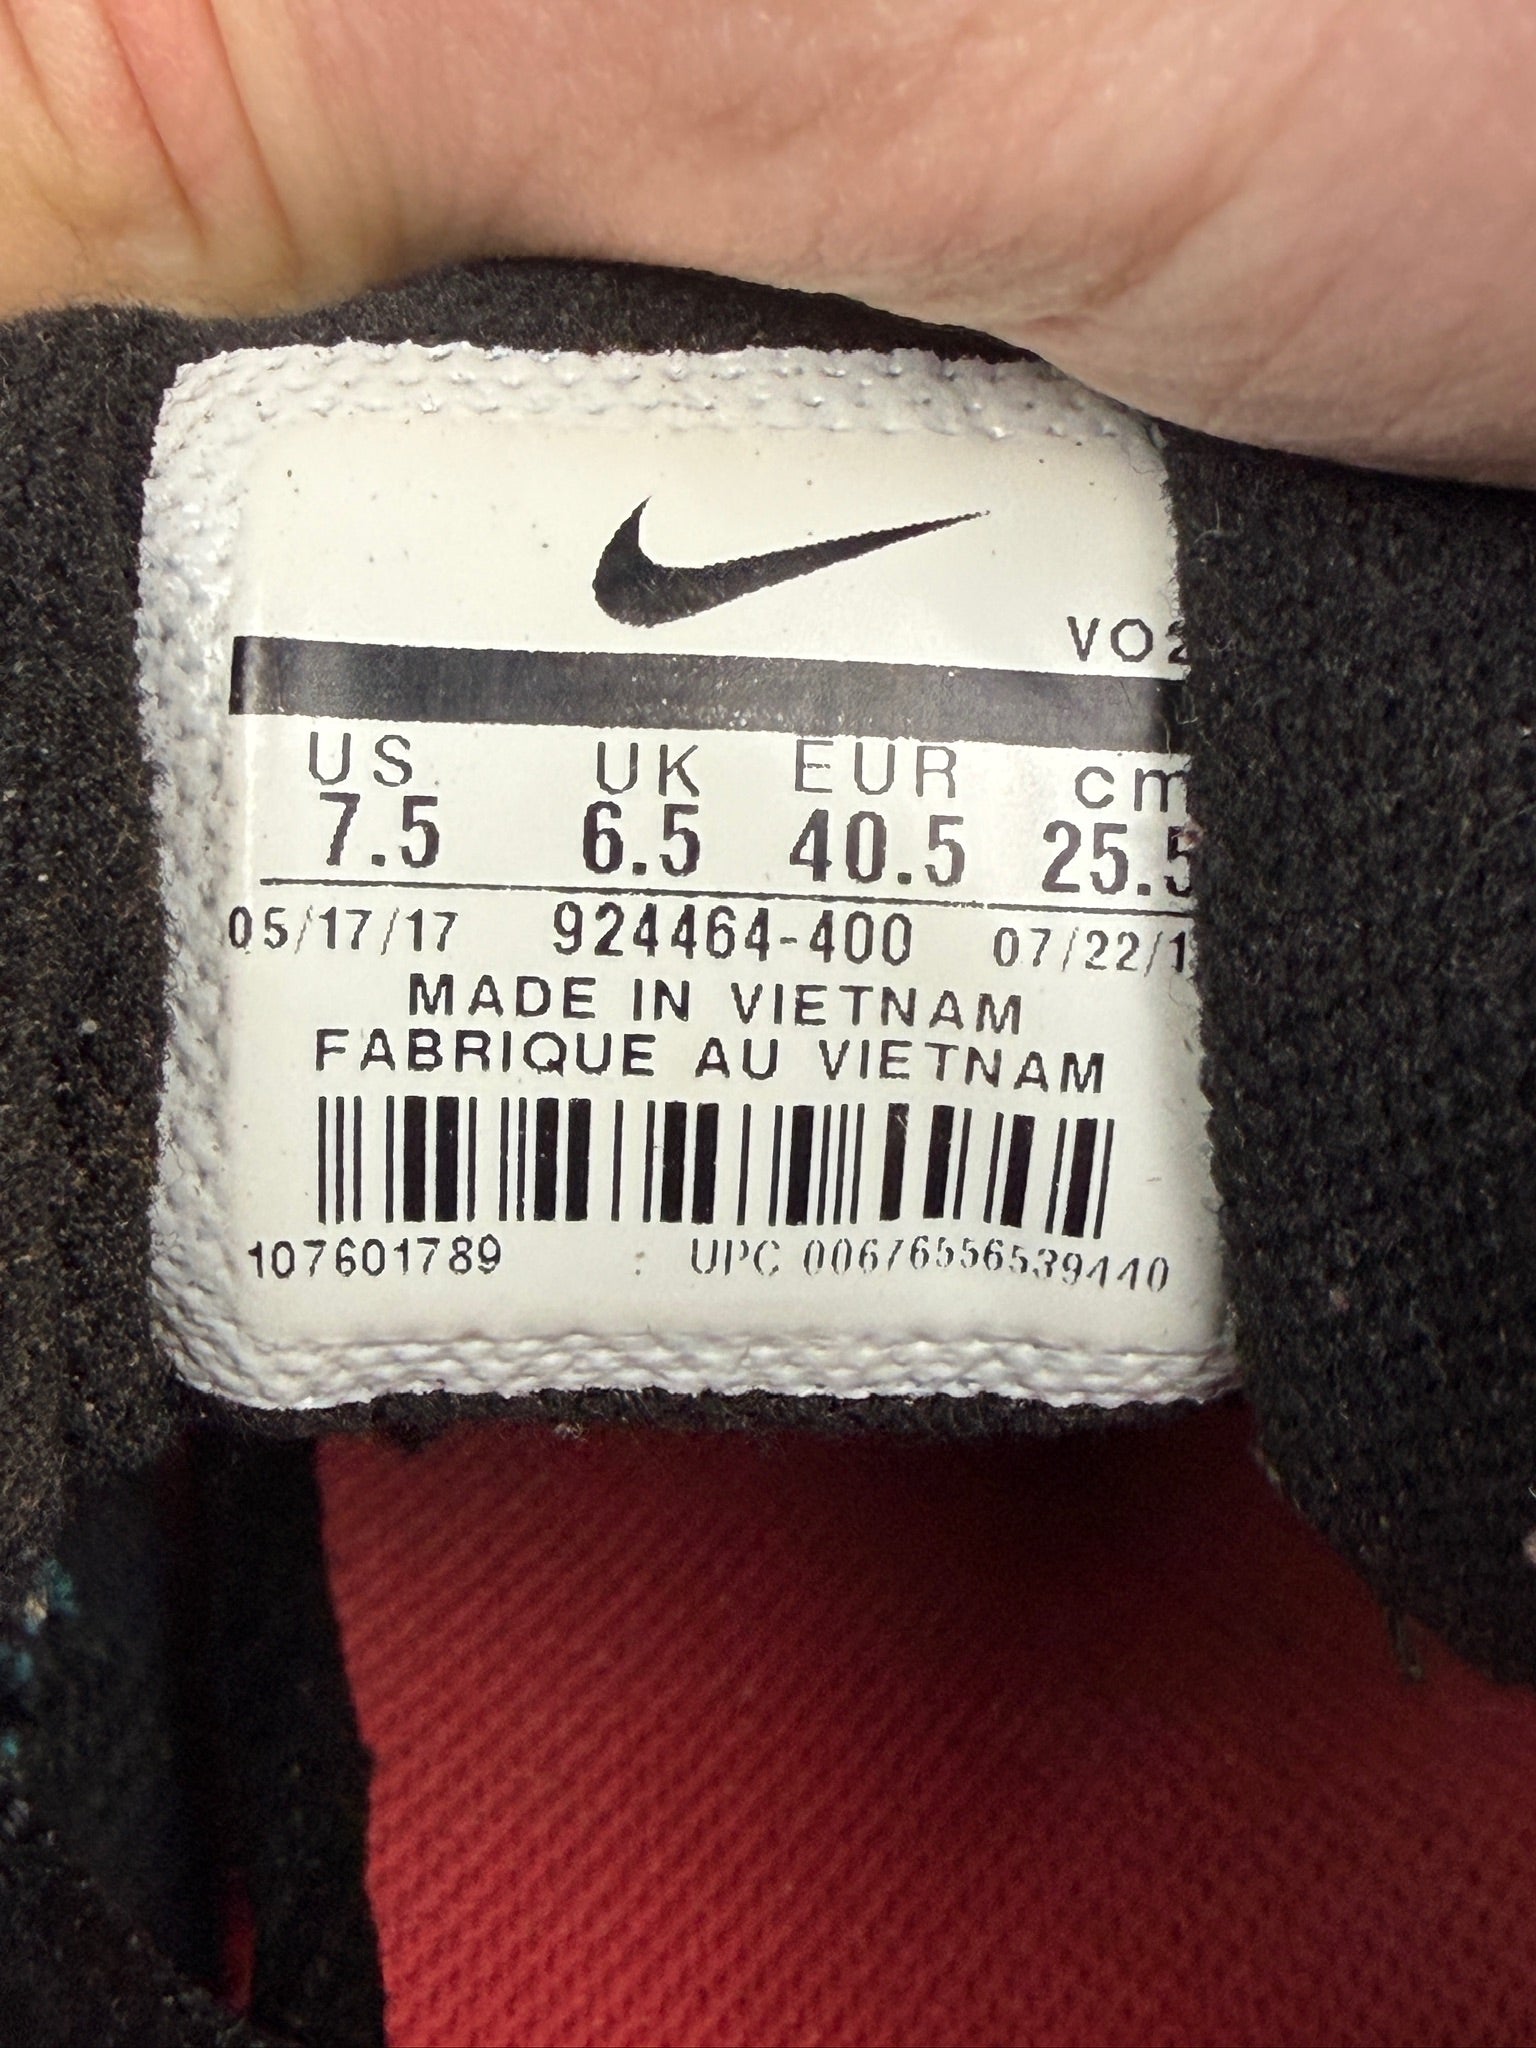 VO2
US UK EUR cm
7.5 6.5 40.5 25.5
05/17/17 924464-400 07/22/1
MADE IN VIETNAM
FABRIQUE AU VIETNAM
107601789 UPC 00676556539440